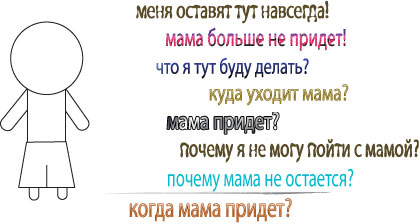 меня оставят тут навсегда!
мама больше не придет!
что я тут буду делать?
куда уходит мама?
мама придет?
почему я не могу пойти с мамой?
почему мама не остается?
когда мама придет?